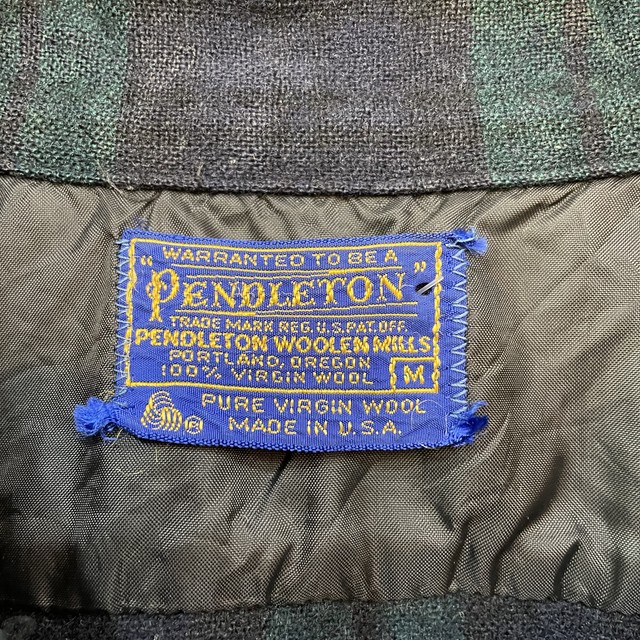 WARRANTED TO BE A
"PENDLETON"
TRADE MARK REG. U.S. PAT. OFF.
PENDLETON WOOLEN MILLS
PORTLAND, OREGON
100% VIRGIN WOOL M
® PURE VIRGIN WOOL
MADE IN U.S.A.